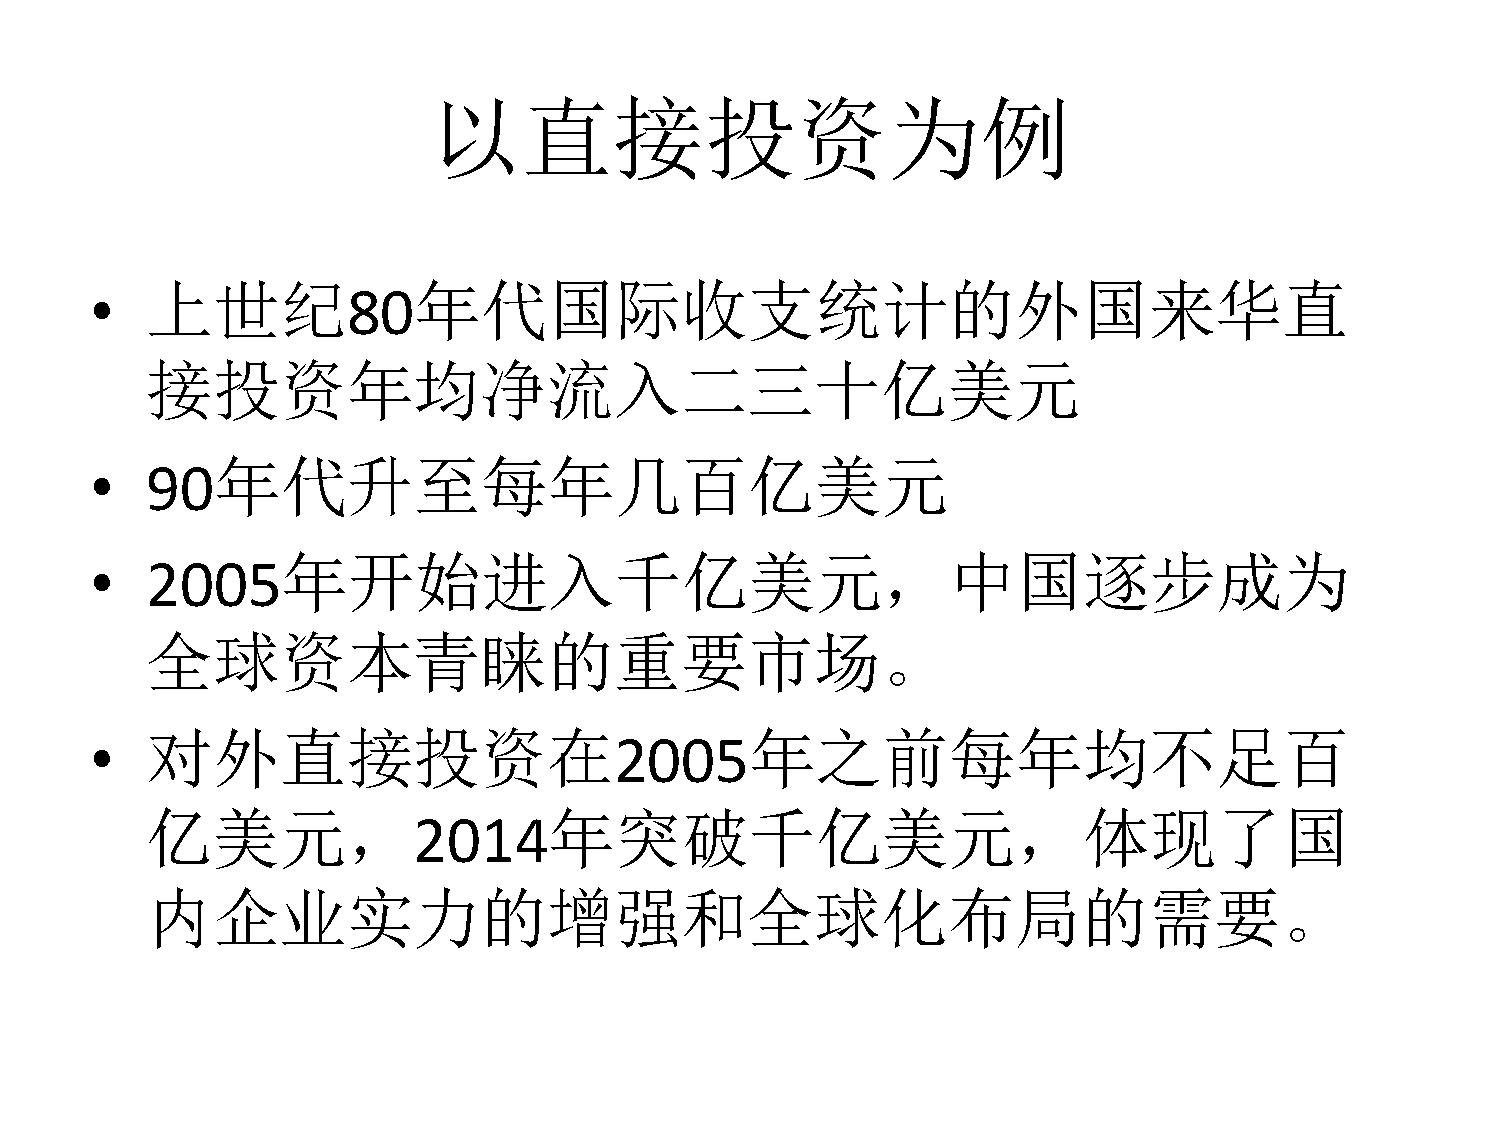 以直接投资为例
• 上世纪80年代国际收支统计的外国来华直
接投资年均净流入二三十亿美元
• 90年代升至每年几百亿美元
• 2005年开始进入千亿美元，中国逐步成为
全球资本青睐的重要市场。
• 对外直接投资在2005年之前每年均不足百
亿美元，2014年突破千亿美元，体现了国
内企业实力的增强和全球化布局的需要。